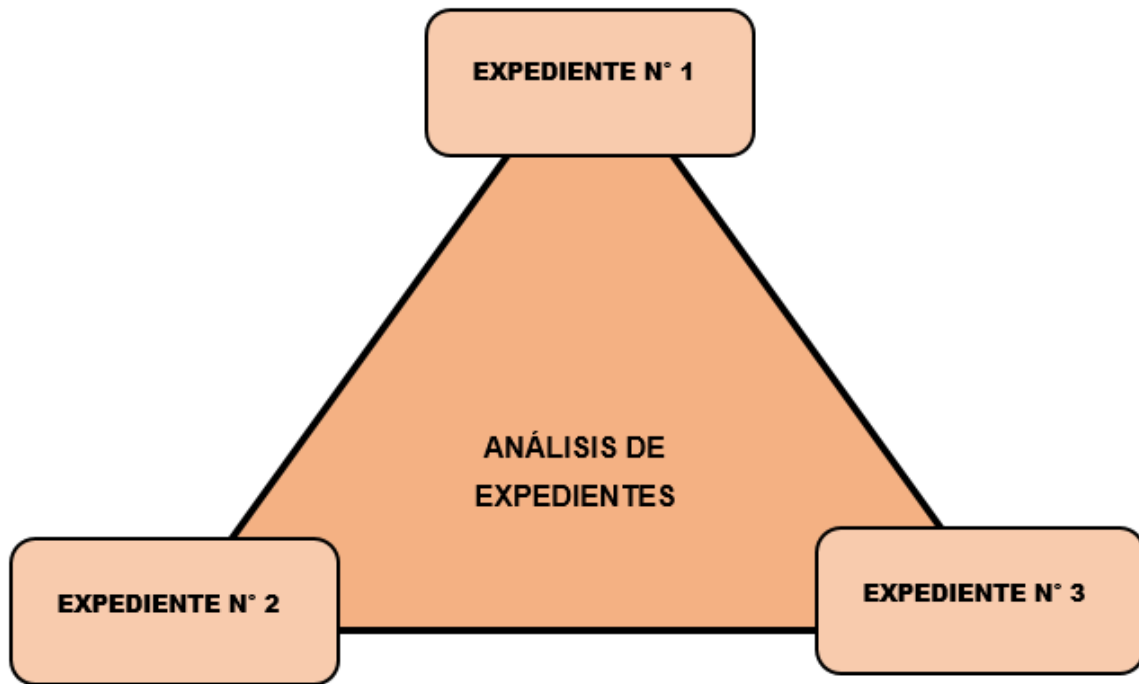 EXPEDIENTE N° 1
ANÁLISIS DE
EXPEDIENTES
EXPEDIENTE N° 2
EXPEDIENTE N° 3